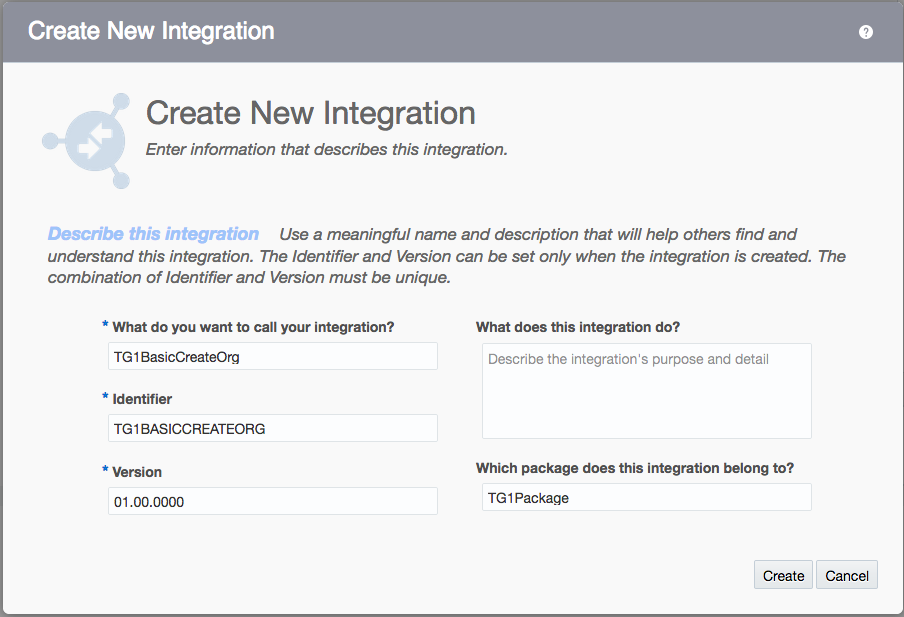 Create New Integration
?
Create New Integration
Enter information that describes this integration.
Describe this integration Use a meaningful name and description that will help others find and
understand this integration. The Identifier and Version can be set only when the integration is created. The
combination of Identifier and Version must be unique.
* What do you want to call your integration?
TG1BasicCreateOrg
* Identifier
TG1BASICCREATEORG
* Version
01.00.0000
What does this integration do?
Describe the integration's purpose and detail
Which package does this integration belong to?
TG1Package
Create Cancel